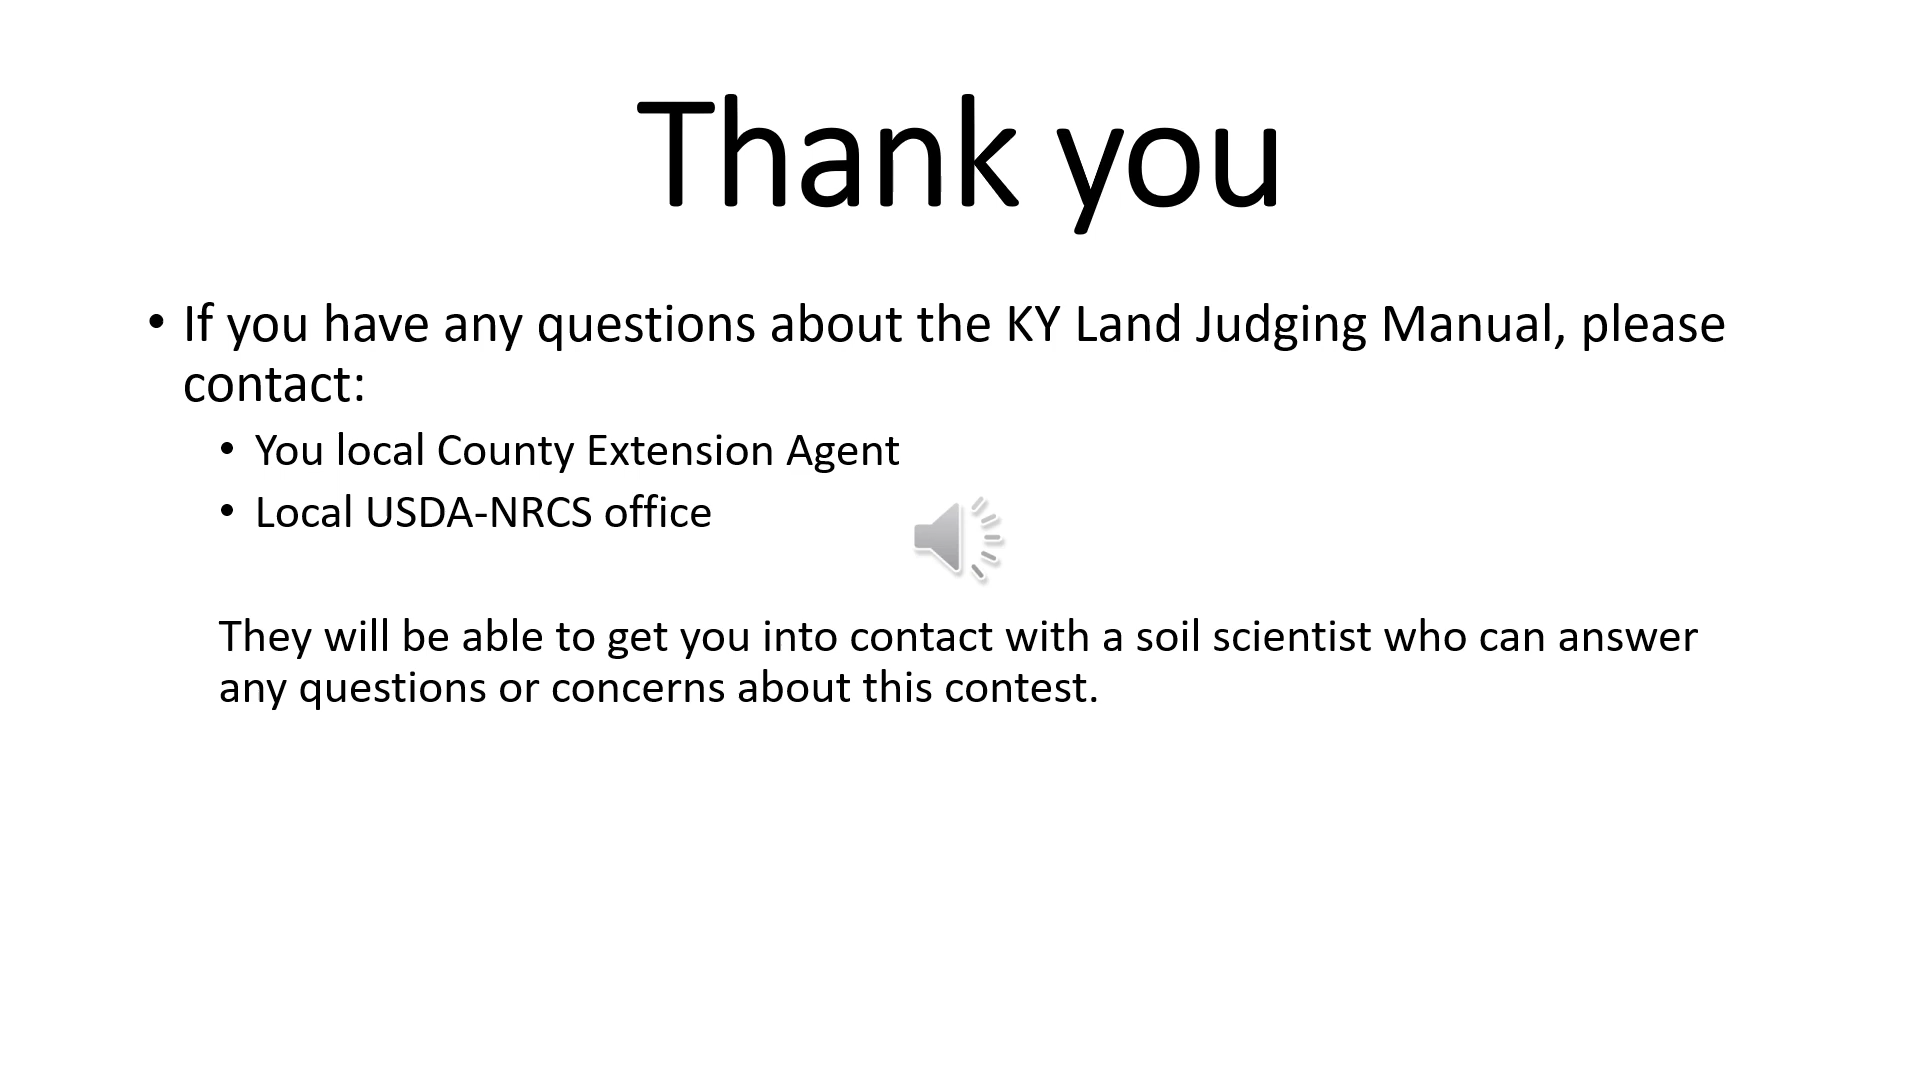 Thank you
• If you have any questions about the KY Land Judging Manual, please
contact:
• You local County Extension Agent
• Local USDA-NRCS office
They will be able to get you into contact with a soil scientist who can answer
any questions or concerns about this contest.